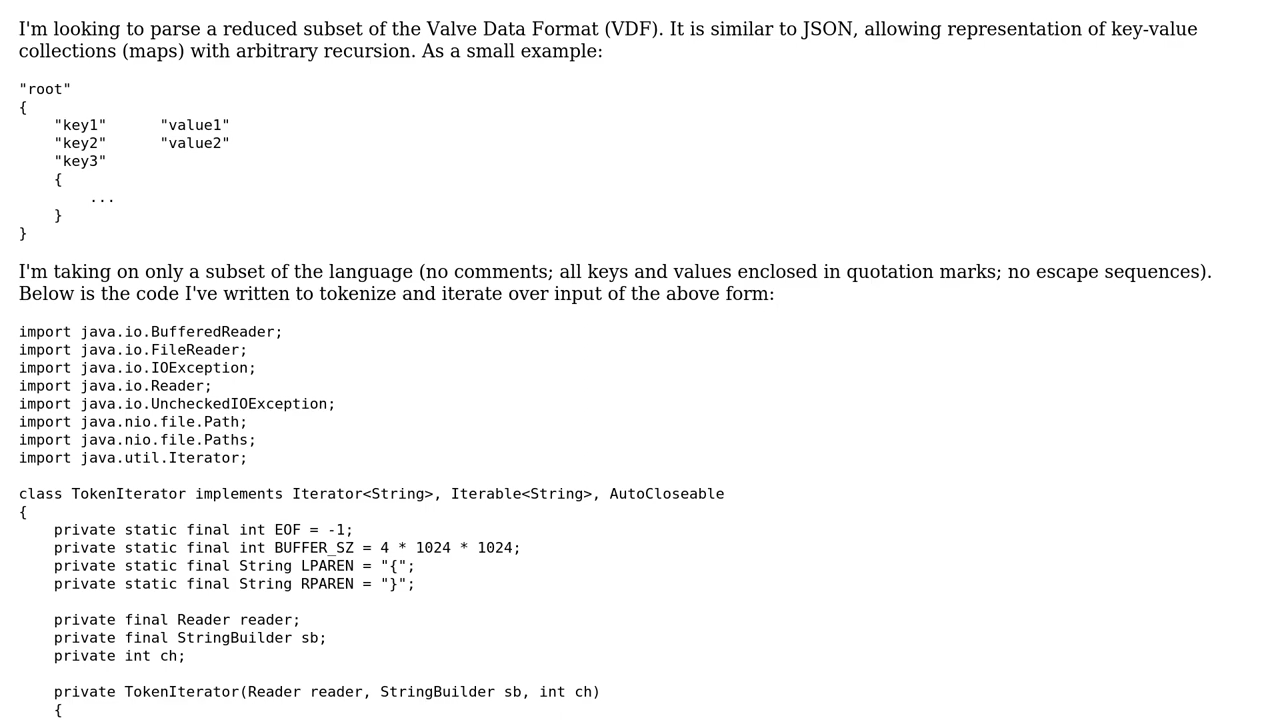 I'm looking to parse a reduced subset of the Valve Data Format (VDF). It is similar to JSON, allowing representation of key-value
collections (maps) with arbitrary recursion. As a small example:
"root"
{
    "key1"      "value1"
    "key2"      "value2"
    "key3"
    {
        ...
    }
}
I'm taking on only a subset of the language (no comments; all keys and values enclosed in quotation marks; no escape sequences).
Below is the code I've written to tokenize and iterate over input of the above form:
import java.io.BufferedReader;
import java.io.FileReader;
import java.io.IOException;
import java.io.Reader;
import java.io.UncheckedIOException;
import java.nio.file.Path;
import java.nio.file.Paths;
import java.util.Iterator;
class TokenIterator implements Iterator<String>, Iterable<String>, AutoCloseable
{
    private static final int EOF = -1;
    private static final int BUFFER_SZ = 4 * 1024 * 1024;
    private static final String LPAREN = "{";
    private static final String RPAREN = "}";
    private final Reader reader;
    private final StringBuilder sb;
    private int ch;
    private TokenIterator(Reader reader, StringBuilder sb, int ch)
    {